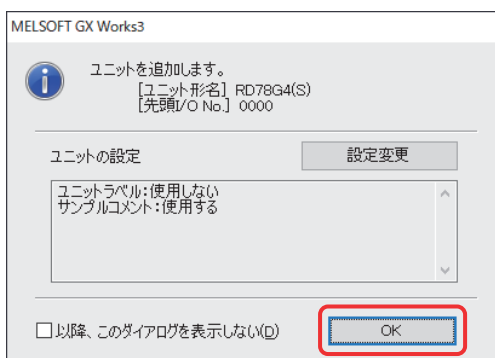 MELSOFT GX Works3
ユニットを追加します。
[ユニット形名] RD78G4(S)
[先頭I/O No.] 0000
ユニットの設定
設定変更
ユニットラベル:使用しない
サンプルコメント:使用する
以降、このダイアログを表示しない(D)
OK